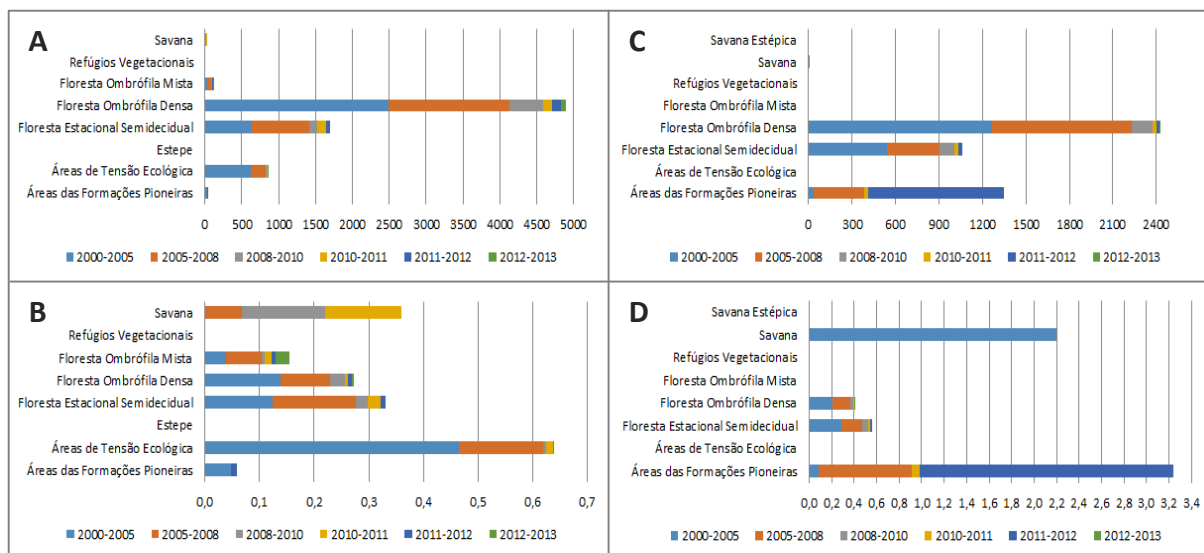 A
Savana
Refúgios Vegetacionais
Floresta Ombrófila Mista
Floresta Ombrófila Densa
Floresta Estacional Semidecidual
Estepe
Áreas de Tensão Ecológica
Áreas das Formações Pioneiras
0 500 1000 1500 2000 2500 3000 3500 4000 4500 5000
2000-2005 2005-2008 2008-2010 2010-2011 2011-2012 2012-2013
C
Savana Estépica
Savana
Refúgios Vegetacionais
Floresta Ombrófila Mista
Floresta Ombrófila Densa
Floresta Estacional Semidecidual
Áreas de Tensão Ecológica
Áreas das Formações Pioneiras
0 300 600 900 1200 1500 1800 2100 2400
2000-2005 2005-2008 2008-2010 2010-2011 2011-2012 2012-2013
B
Savana
Refúgios Vegetacionais
Floresta Ombrófila Mista
Floresta Ombrófila Densa
Floresta Estacional Semidecidual
Estepe
Áreas de Tensão Ecológica
Áreas das Formações Pioneiras
0,0 0,1 0,2 0,3 0,4 0,5 0,6 0,7
2000-2005 2005-2008 2008-2010 2010-2011 2011-2012 2012-2013
D
Savana Estépica
Savana
Refúgios Vegetacionais
Floresta Ombrófila Mista
Floresta Ombrófila Densa
Floresta Estacional Semidecidual
Áreas de Tensão Ecológica
Áreas das Formações Pioneiras
0,0 0,2 0,4 0,6 0,8 1,0 1,2 1,4 1,6 1,8 2,0 2,2 2,4 2,6 2,8 3,0 3,2 3,4
2000-2005 2005-2008 2008-2010 2010-2011 2011-2012 2012-2013